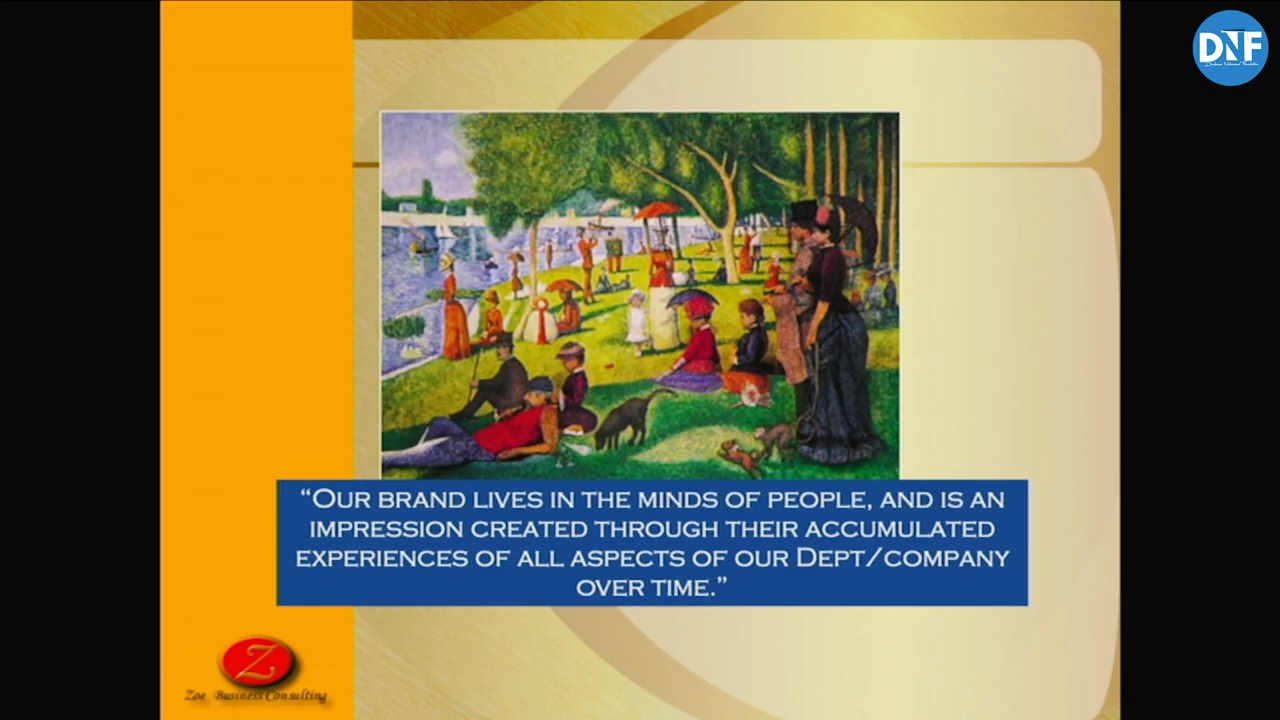 DNF
“Our brand lives in the minds of people, and is an
impression created through their accumulated
experiences of all aspects of our Dept/company
over time.”
Z
Zoe Business Consulting